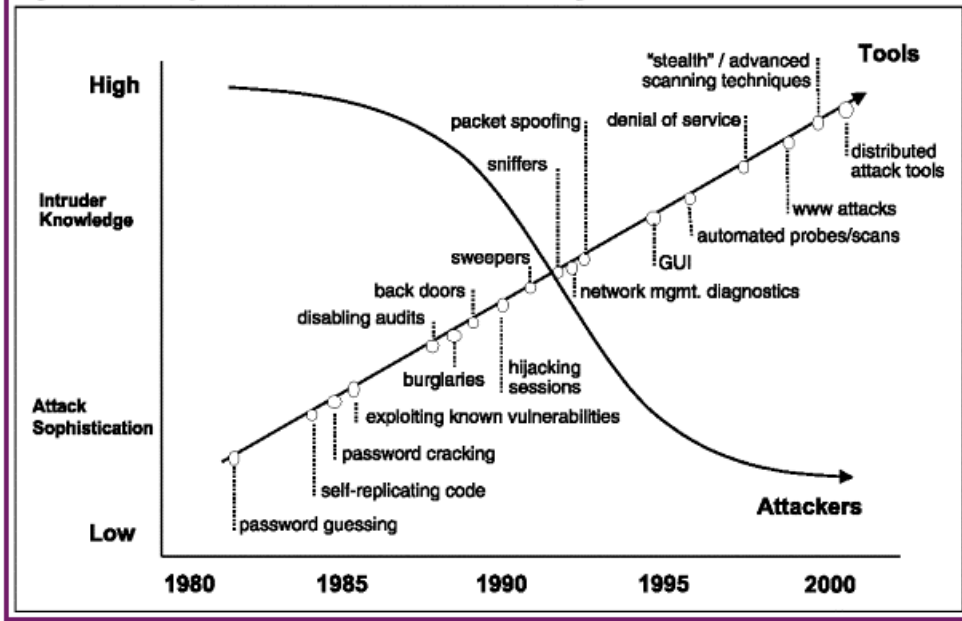 High
Intruder
Knowledge
Attack
Sophistication
Low
Tools
"stealth" / advanced
scanning techniques
packet spoofing
denial of service
sniffers
distributed
attack tools
www attacks
automated probes/scans
sweepers
GUI
back doors
network mgmt. diagnostics
disabling audits
burglaries
hijacking
sessions
exploiting known vulnerabilities
password cracking
self-replicating code
password guessing
Attackers
1980
1985
1990
1995
2000